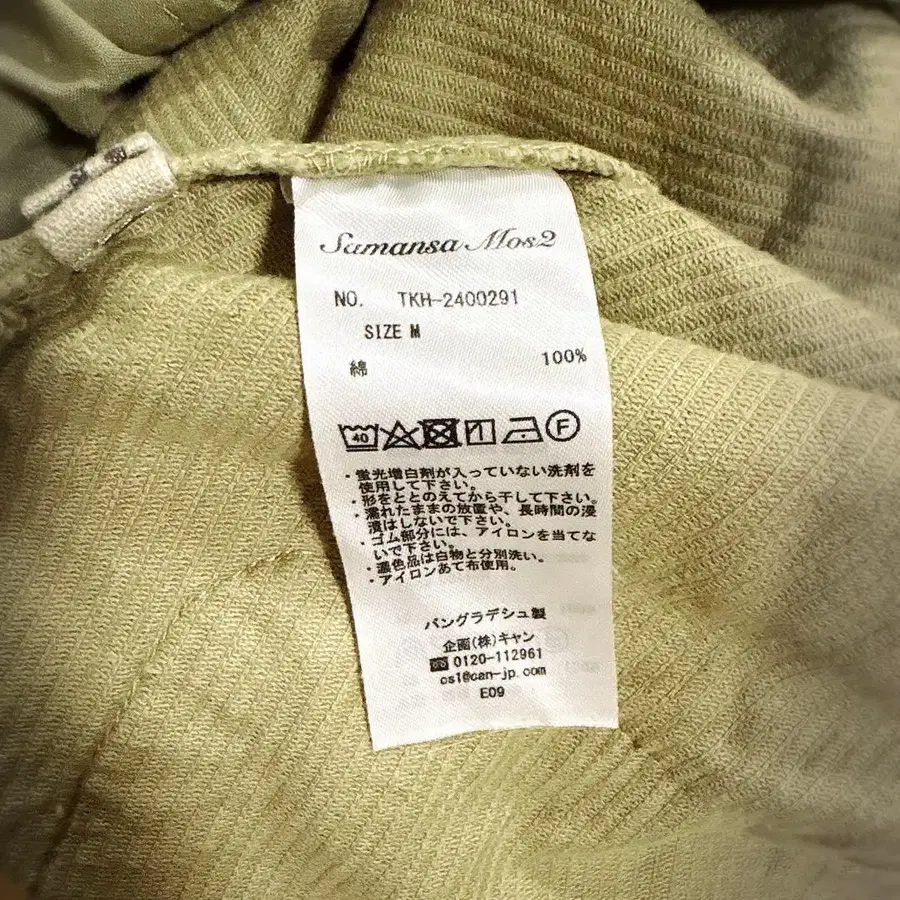 Samansa Mos2
NO. TKH-2400291
SIZE M
綿 100%
40
F
・蛍光増白剤が入っていない洗剤を
使用して下さい。
・形をととのえてから干して下さい。
・濡れたままの放置や、長時間の浸
漬はしないで下さい。
・ゴム部分には、アイロンを当てな
いで下さい。
・濃色品は白物と分別洗い。
・アイロンあて布使用。
バングラデシュ製
企画(株)キャン
0120-112961
cs1@can-jp.com
E09